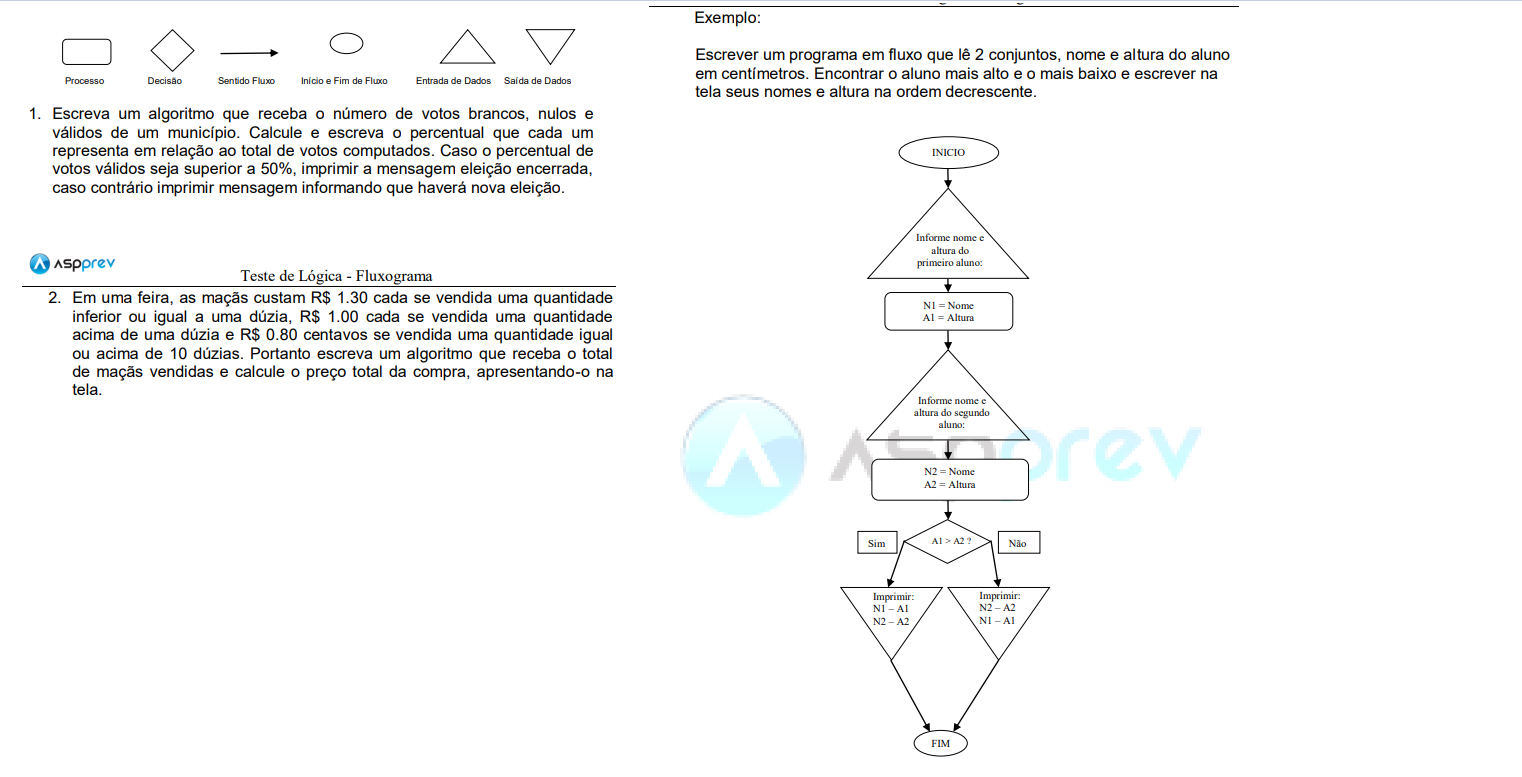 Processo
Decisão
Sentido Fluxo
Início e Fim de Fluxo
Entrada de Dados
Saída de Dados
1. Escreva um algoritmo que receba o número de votos brancos, nulos e
válidos de um município. Calcule e escreva o percentual que cada um
representa em relação ao total de votos computados. Caso o percentual de
votos válidos seja superior a 50%, imprimir a mensagem eleição encerrada,
caso contrário imprimir mensagem informando que haverá nova eleição.
Aspprev
Teste de Lógica - Fluxograma
2. Em uma feira, as maçãs custam R$ 1.30 cada se vendida uma quantidade
inferior ou igual a uma dúzia, R$ 1.00 cada se vendida uma quantidade
acima de uma dúzia e R$ 0.80 centavos se vendida uma quantidade igual
ou acima de 10 dúzias. Portanto escreva um algoritmo que receba o total
de maçãs vendidas e calcule o preço total da compra, apresentando-o na
tela.
Exemplo:
Escrever um programa em fluxo que lê 2 conjuntos, nome e altura do aluno
em centímetros. Encontrar o aluno mais alto e o mais baixo e escrever na
tela seus nomes e altura na ordem decrescente.
INICIO
Informe nome e
altura do
primeiro aluno:
N1 = Nome
A1 = Altura
Informe nome e
altura do segundo
aluno:
Aspprev
N2 = Nome
A2 = Altura
Sim
A1 > A2 ?
Não
Imprimir:
N1 – A1
N2 – A2
Imprimir:
N2 – A2
N1 – A1
FIM